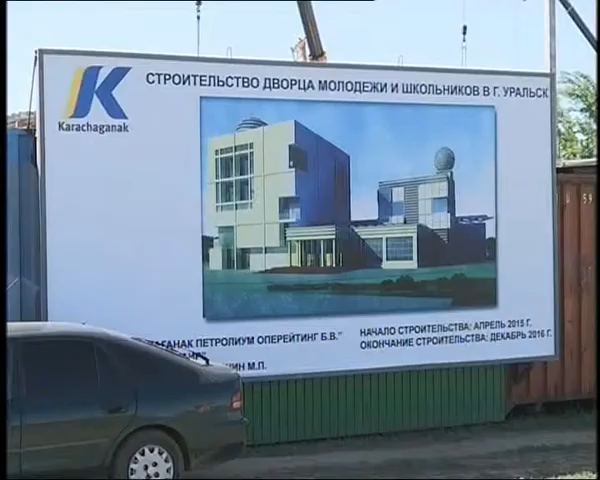 СТРОИТЕЛЬСТВО ДВОРЦА МОЛОДЕЖИ И ШКОЛЬНИКОВ В Г. УРАЛЬСК
Karachaganak
ПЕТРОЛИУМ ОПЕРЕЙТИНГ Б.В."
М.П.
НАЧАЛО СТРОИТЕЛЬСТВА: АПРЕЛЬ 2015 Г.
ОКОНЧАНИЕ СТРОИТЕЛЬСТВА: ДЕКАБРЬ 2016 Г.